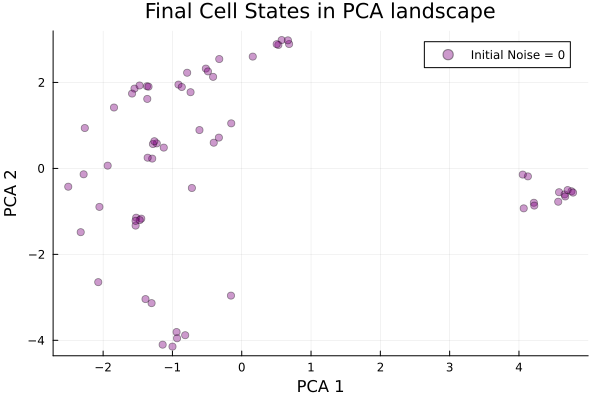 Final Cell States in PCA landscape
Initial Noise = 0
PCA 2
2
0
−2
−4
−2
−1
0
1
2
3
4
PCA 1